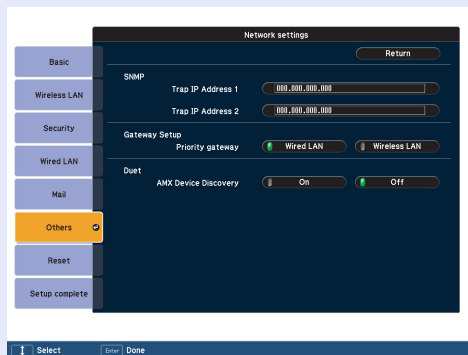 Network settings
Return
Basic
Wireless LAN
Security
Wired LAN
Mail
Others
Reset
Setup complete
SNMP
Trap IP Address 1 000.000.000.000
Trap IP Address 2 000.000.000.000
Gateway Setup
Priority gateway Wired LAN Wireless LAN
Duet
AMX Device Discovery On Off
Select Enter Done